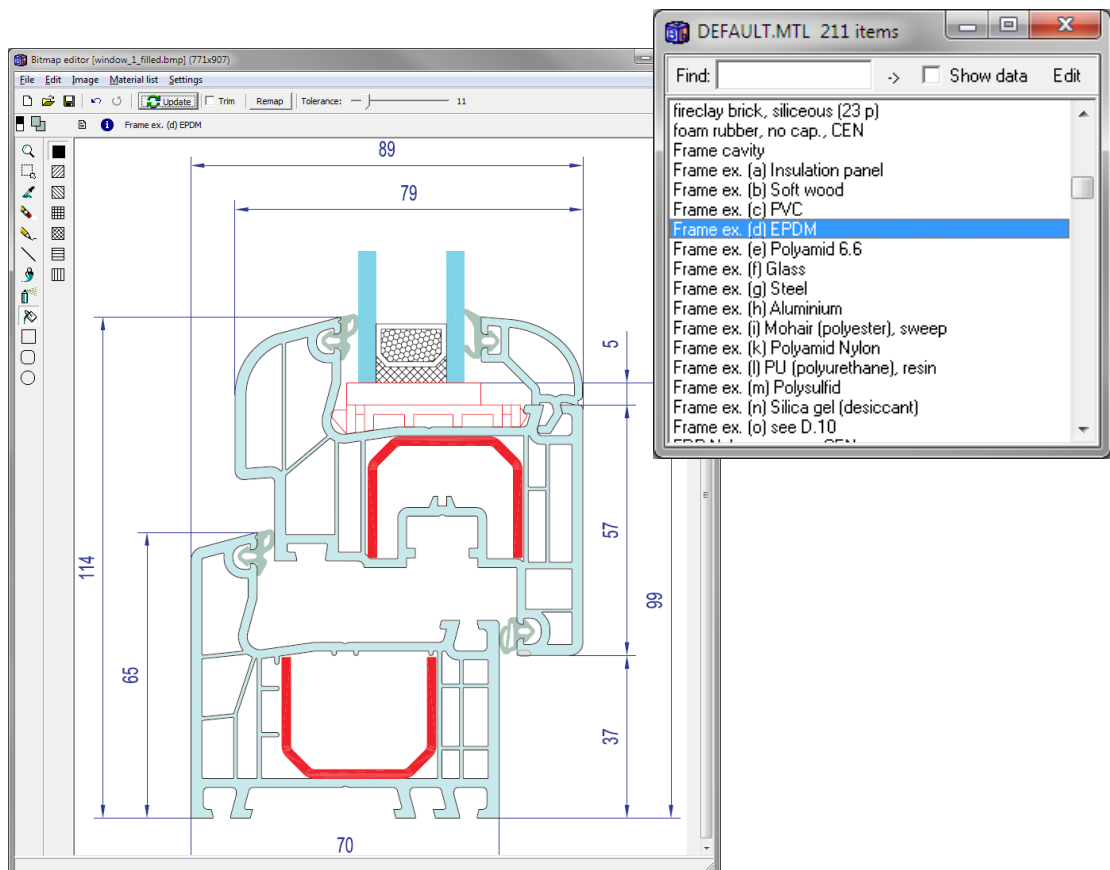 Bitmap editor [window_1_filled.bmp] (771x907)
File Edit Image Material list Settings
Update Trim Remap Tolerance: 11
Frame ex. (d) EPDM
89
79
5
114
57
99
65
37
70
DEFAULT.MTL 211 items
Find: -> Show data Edit
fireclay brick, siliceous (23 p)
foam rubber, no cap., CEN
Frame cavity
Frame ex. (a) Insulation panel
Frame ex. (b) Soft wood
Frame ex. (c) PVC
Frame ex. (d) EPDM
Frame ex. (e) Polyamid 6.6
Frame ex. (f) Glass
Frame ex. (g) Steel
Frame ex. (h) Aluminium
Frame ex. (i) Mohair (polyester), sweep
Frame ex. (k) Polyamid Nylon
Frame ex. (l) PU (polyurethane), resin
Frame ex. (m) Polysulfid
Frame ex. (n) Silica gel (desiccant)
Frame ex. (o) see D.10